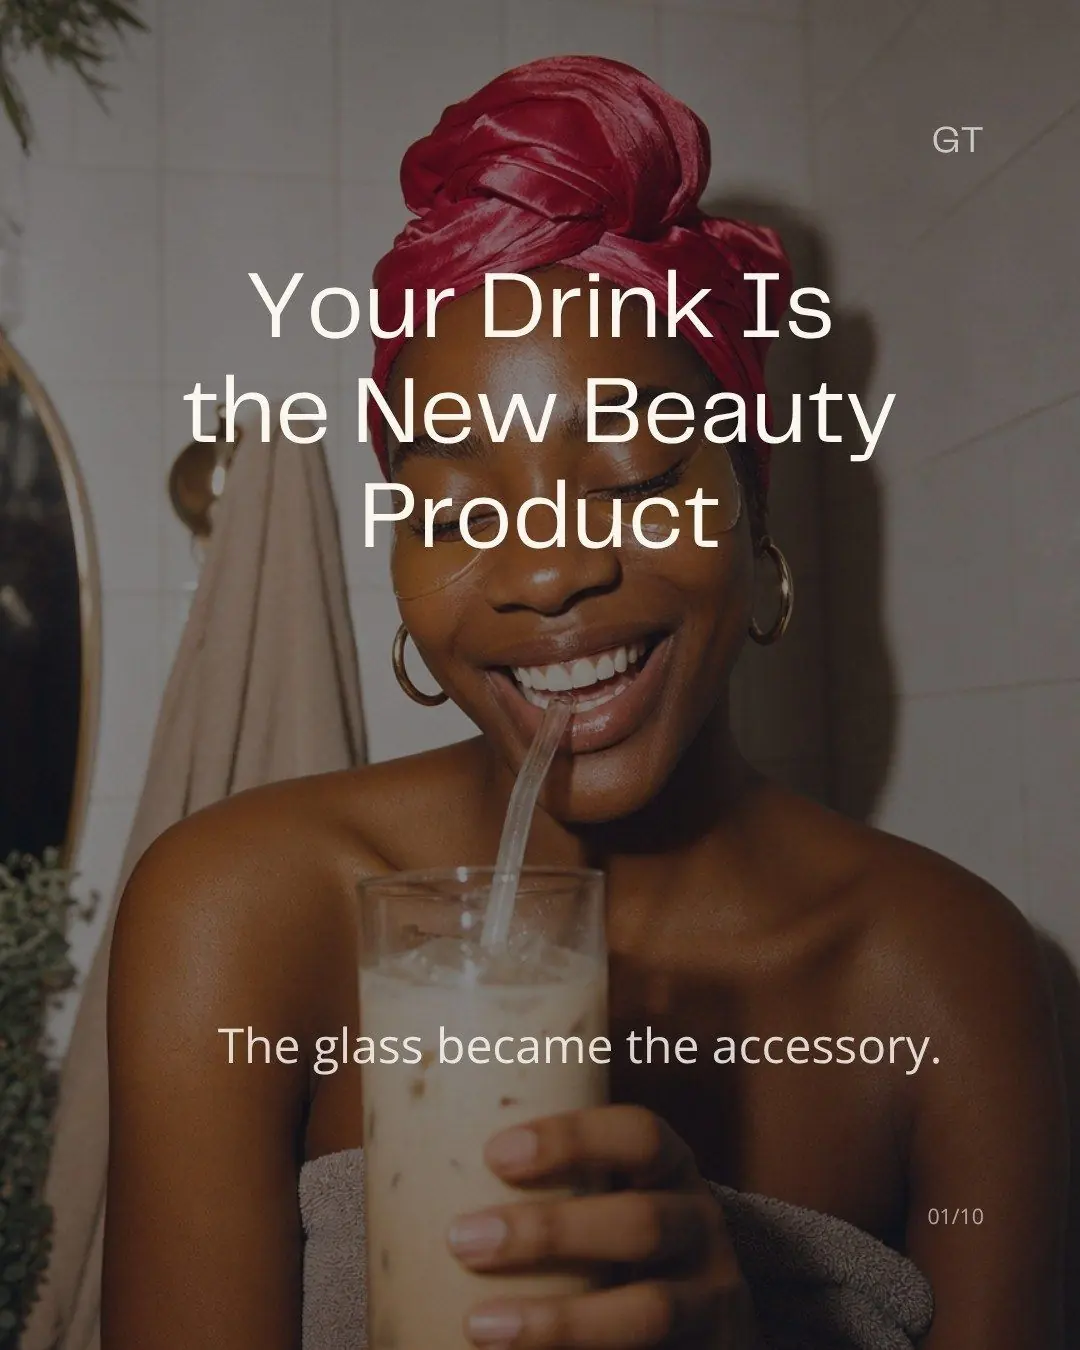 GT
Your Drink Is
the New Beauty
Product
The glass became the accessory.
01/10